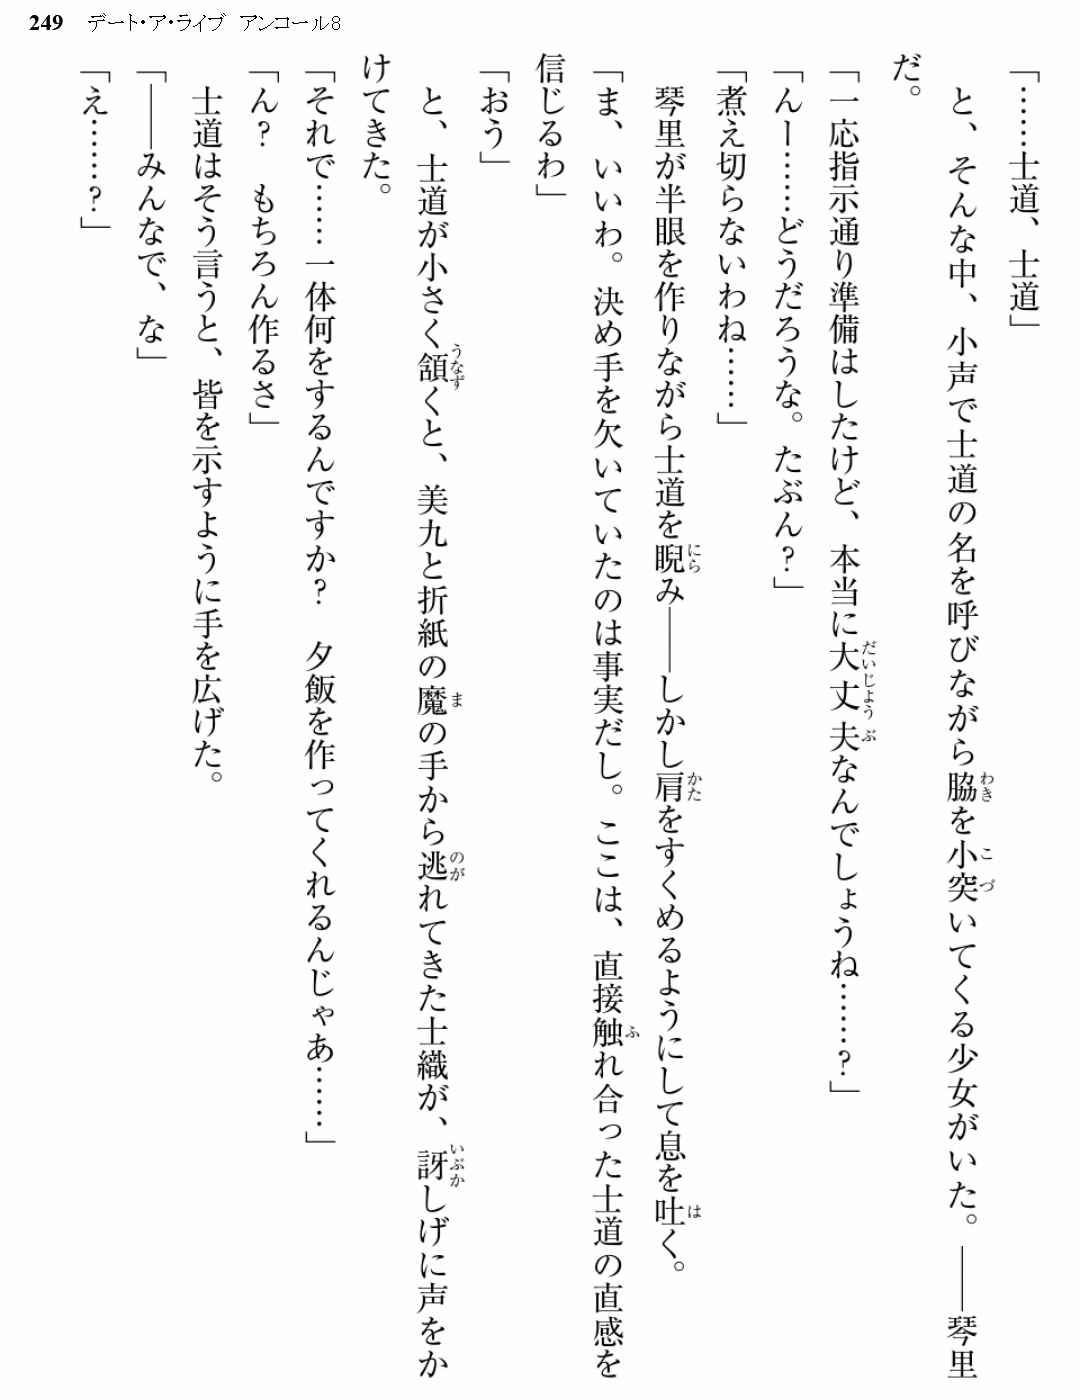 249 デート・ア・ライブ アンコール8
「……士道、士道」
と、そんな中、小声で士道の名を呼びながら脇を小突いてくる少女がいた。――琴里
だ。
「一応指示通り準備はしたけど、本当に大丈夫なんでしょうね……?」
「んー……どうだろうな。たぶん?」
「煮え切らないわね……」
琴里が半眼を作りながら士道を睨み――しかし肩をすくめるようにして息を吐く。
「ま、いいわ。決め手を欠いていたのは事実だし。ここは、直接触れ合った士道の直感を
信じるわ」
「おう」
と、士道が小さく頷くと、美九と折紙の魔の手から逃れてきた士織が、訝しげに声をか
けてきた。
「それで……一体何をするんですか? 夕飯を作ってくれるんじゃあ……」
「ん? もちろん作るさ」
士道はそう言うと、皆を示すように手を広げた。
「――みんなで、な」
「え……?」